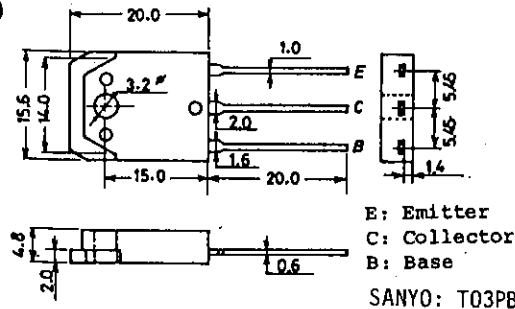 )
20.0
1.0
E
3.2 ø
15.6
14.0
C
5.45
2.0
5.45
B
1.6
15.0
20.0
1.4
4.8
2.0
0.6
E: Emitter
C: Collector
B: Base
SANYO: TO3PB